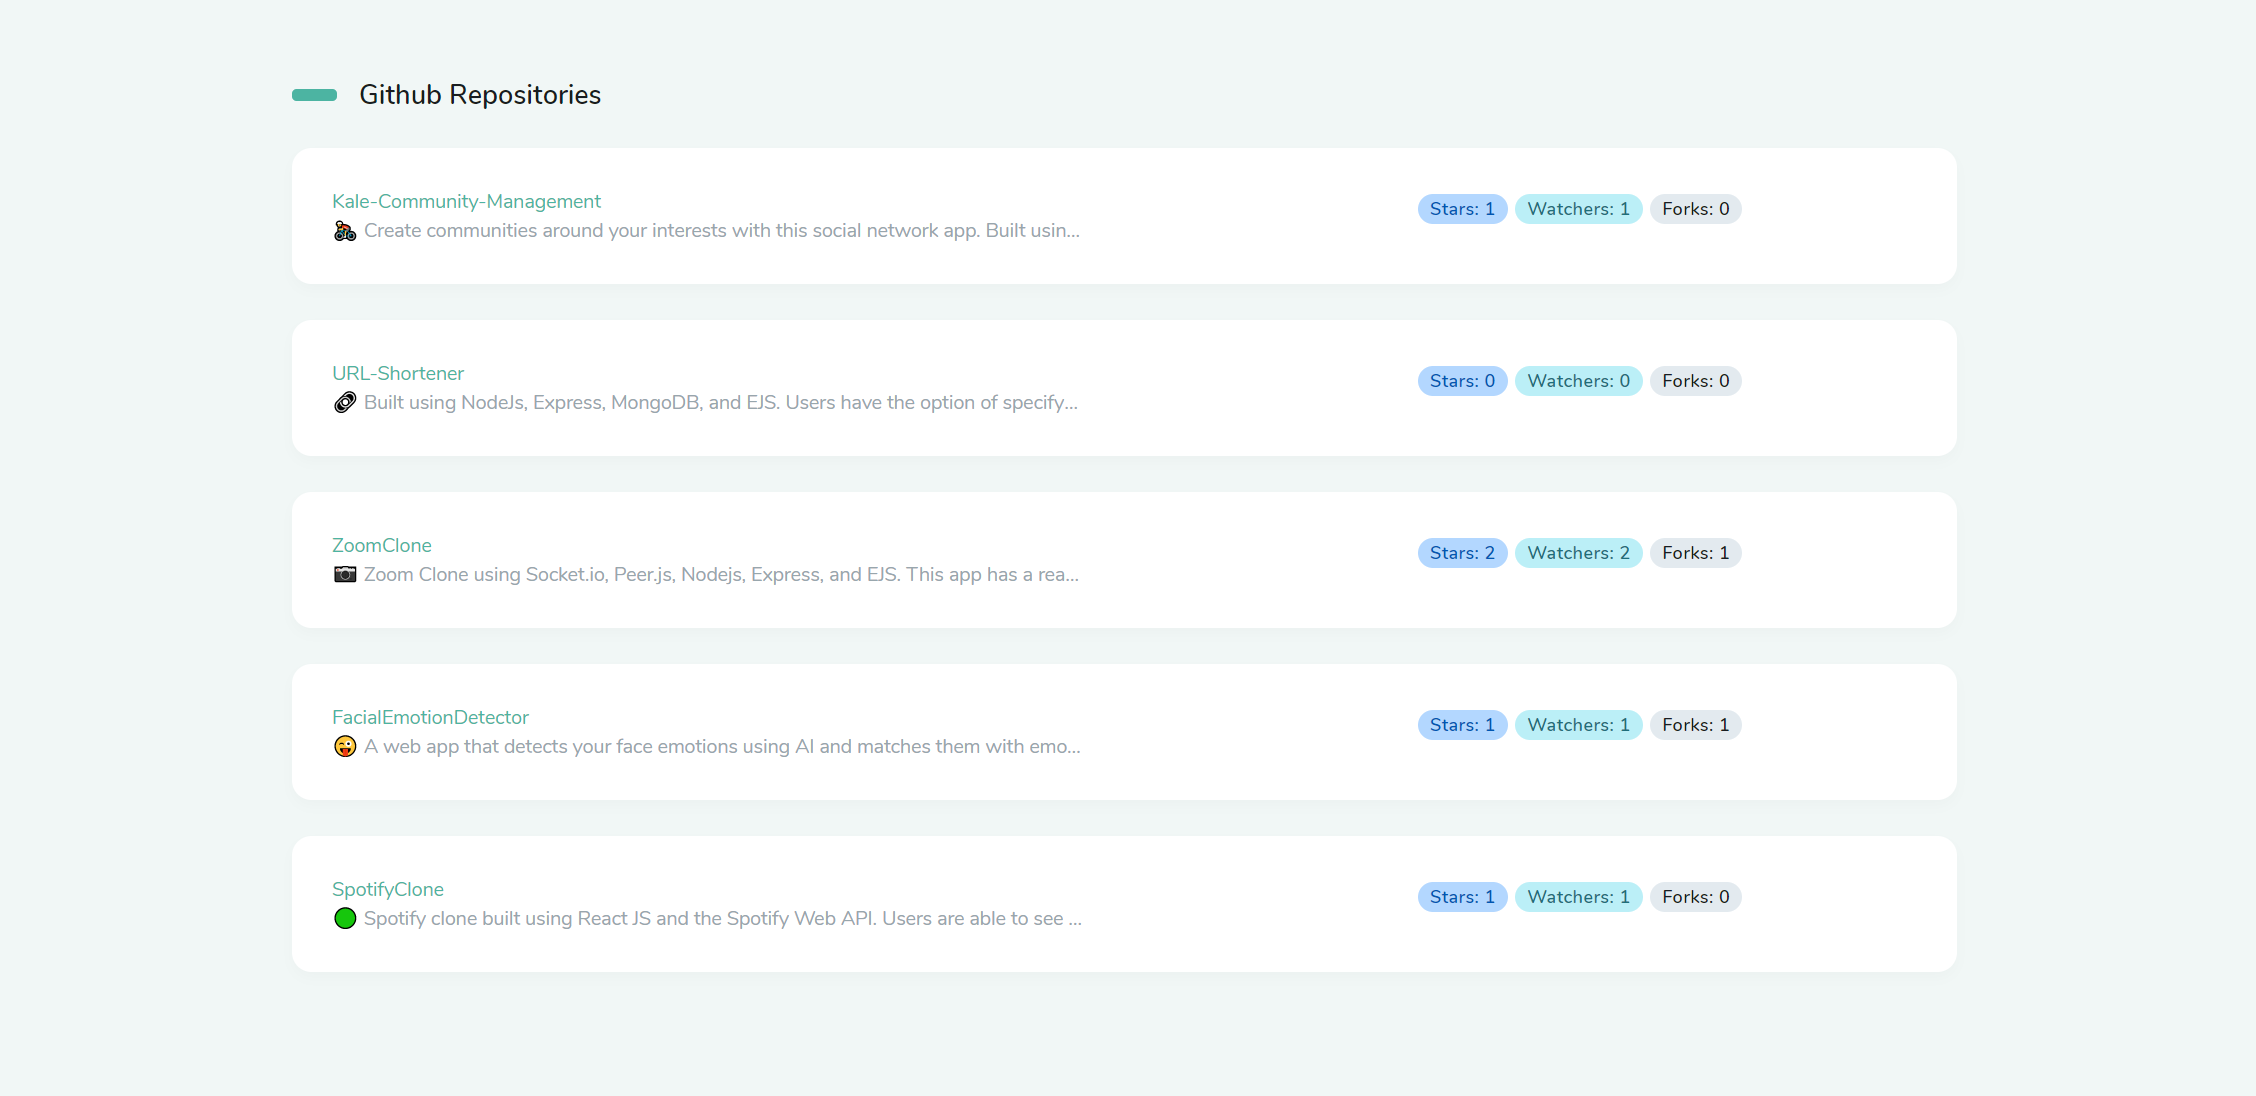 Github Repositories
Kale-Community-Management
Stars: 1 Watchers: 1 Forks: 0
🚴 Create communities around your interests with this social network app. Built usin...
URL-Shortener
Stars: 0 Watchers: 0 Forks: 0
🔗 Built using NodeJs, Express, MongoDB, and EJS. Users have the option of specify...
ZoomClone
Stars: 2 Watchers: 2 Forks: 1
📷 Zoom Clone using Socket.io, Peer.js, Nodejs, Express, and EJS. This app has a rea...
FacialEmotionDetector
Stars: 1 Watchers: 1 Forks: 1
😜 A web app that detects your face emotions using AI and matches them with emo...
SpotifyClone
Stars: 1 Watchers: 1 Forks: 0
🟢 Spotify clone built using React JS and the Spotify Web API. Users are able to see ...